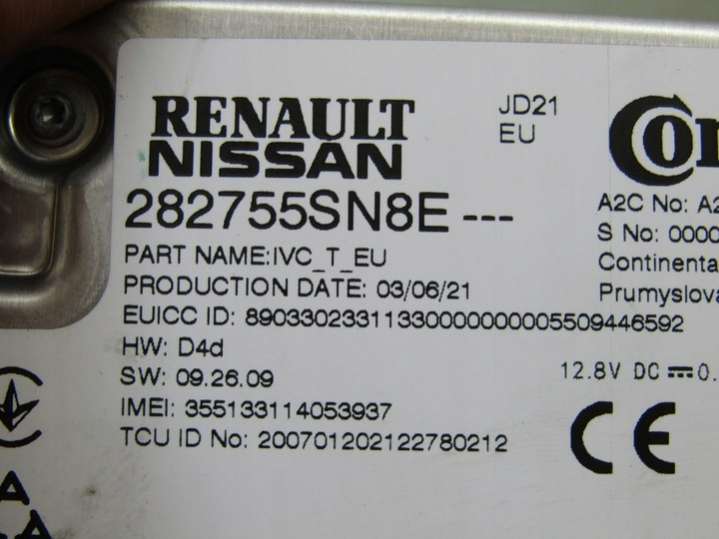 RENAULT
NISSAN
JD21
EU
282755SN8E ---
PART NAME:IVC_T_EU
PRODUCTION DATE: 03/06/21
EUICC ID: 89033023311330000000005509446592
HW: D4d
SW: 09.26.09
IMEI: 355133114053937
TCU ID No: 200701202122780212
Con
A2C No: A2
S No: 0000
Continenta
Prumyslova
12.8V DC ⎓0.
CE
A
A